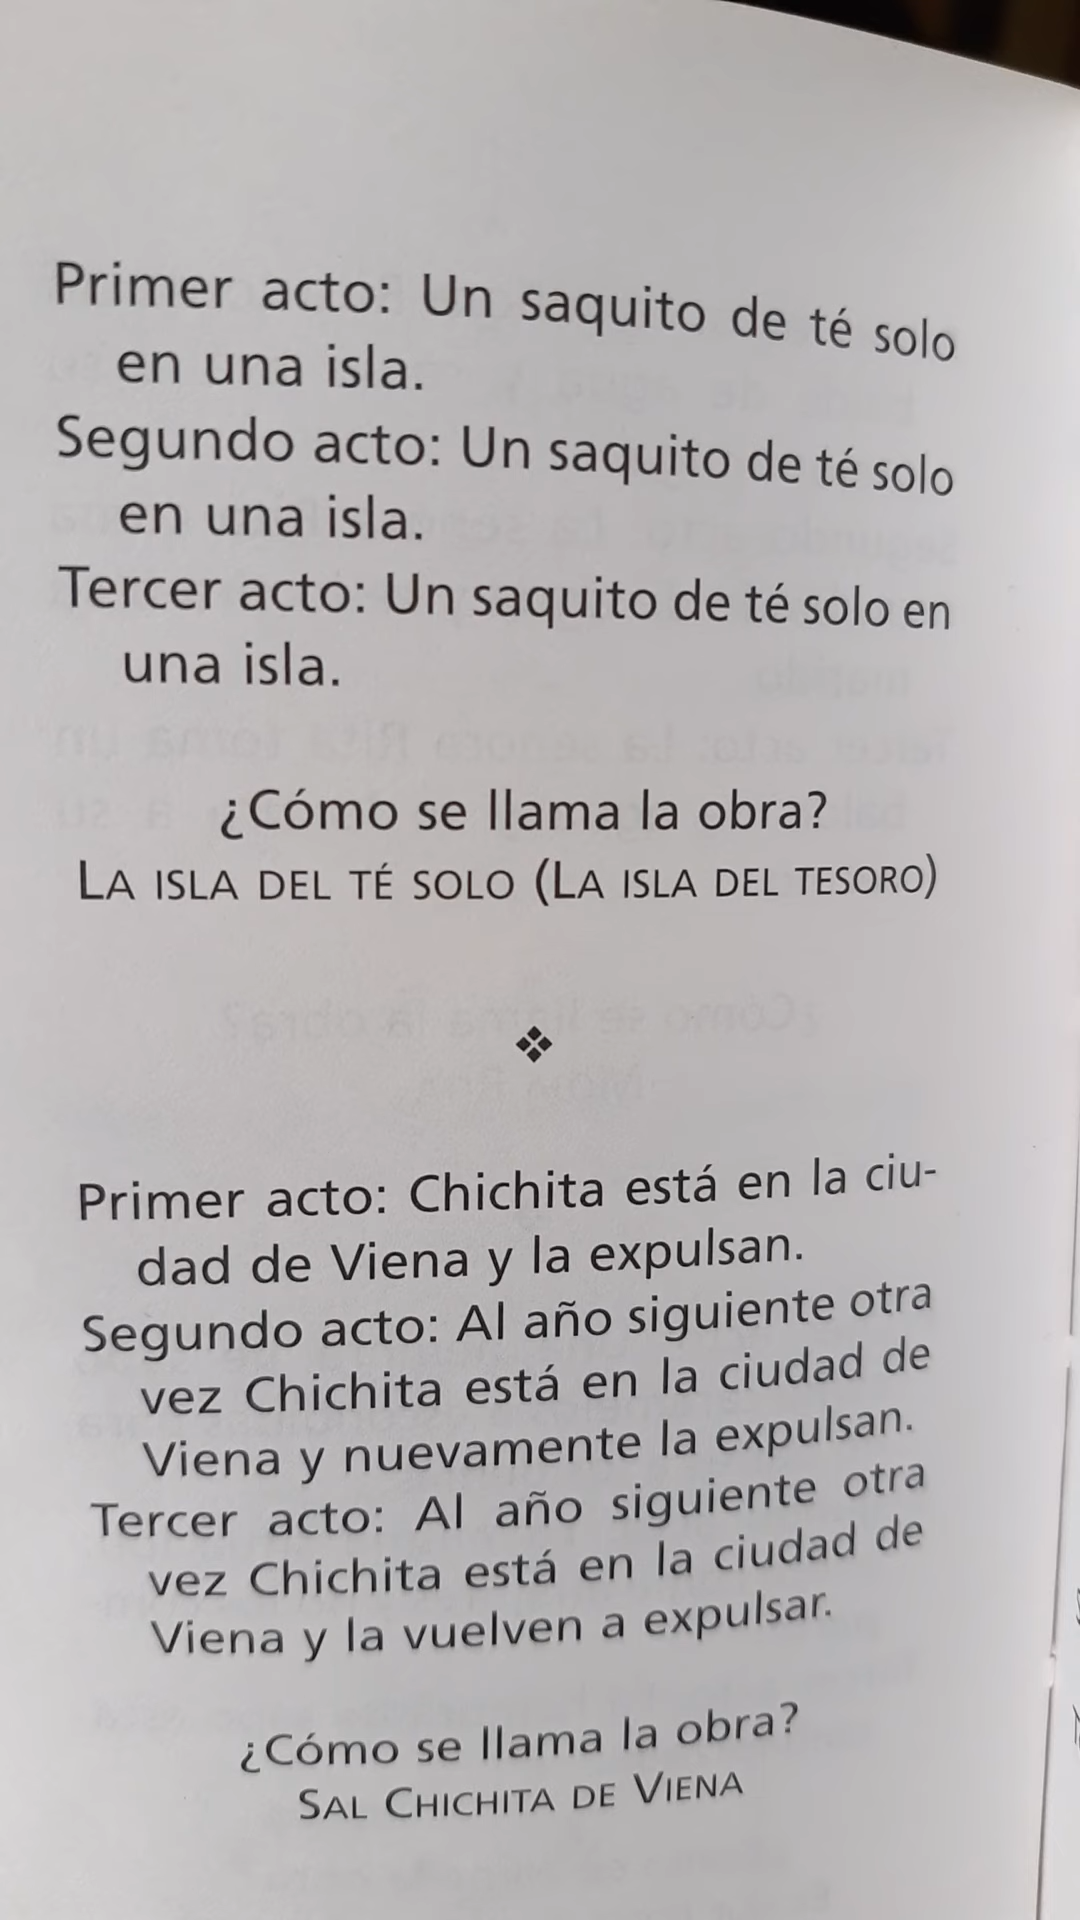 Primer acto: Un saquito de té solo
en una isla.
Segundo acto: Un saquito de té solo
en una isla.
Tercer acto: Un saquito de té solo en
una isla.
¿Cómo se llama la obra?
LA ISLA DEL TÉ SOLO (LA ISLA DEL TESORO)
Primer acto: Chichita está en la ciu-
dad de Viena y la expulsan.
Segundo acto: Al año siguiente otra
vez Chichita está en la ciudad de
Viena y nuevamente la expulsan.
Tercer acto: Al año siguiente otra
vez Chichita está en la ciudad de
Viena y la vuelven a expulsar.
¿Cómo se llama la obra?
SAL CHICHITA DE VIENA